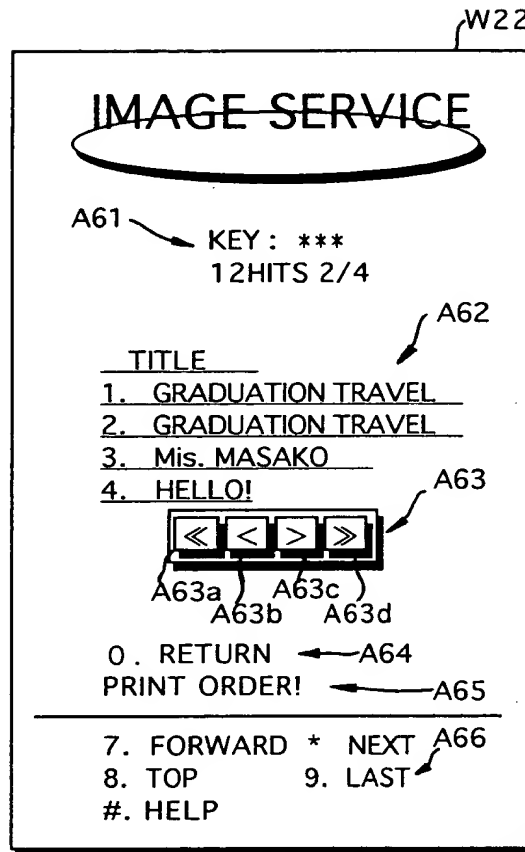 W22
IMAGE SERVICE
A61
KEY : ***
12HITS 2/4
A62
TITLE
1. GRADUATION TRAVEL
2. GRADUATION TRAVEL
3. Mis. MASAKO
4. HELLO!
A63
≪ < > ≫
A63a A63b A63c A63d
0. RETURN A64
PRINT ORDER! A65
7. FORWARD * NEXT A66
8. TOP 9. LAST
#. HELP